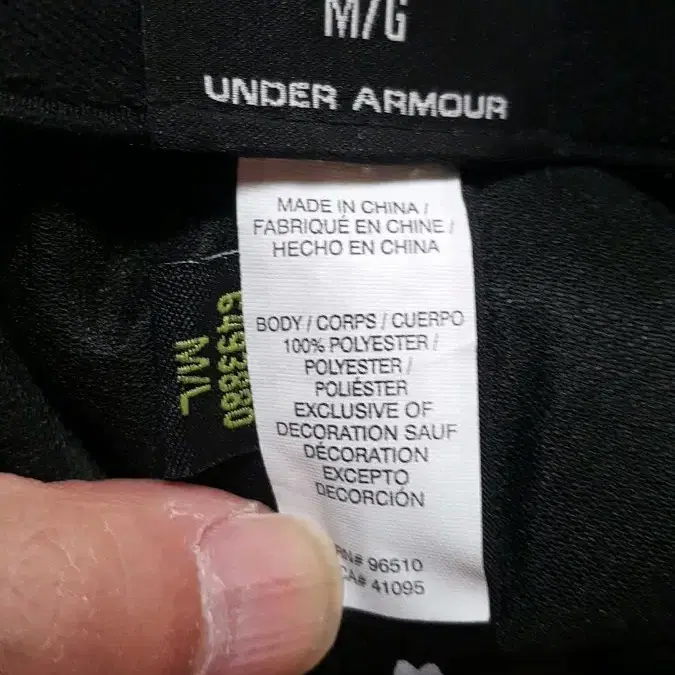 M/G
UNDER ARMOUR
MADE IN CHINA /
FABRIQUÉ EN CHINE /
HECHO EN CHINA
BODY / CORPS / CUERPO
100% POLYESTER /
POLYESTER /
POLIÉSTER
EXCLUSIVE OF
DECORATION SAUF
DÉCORATION
EXCEPTO
DECORCIÓN
RN# 96510
CA# 41095
M/L